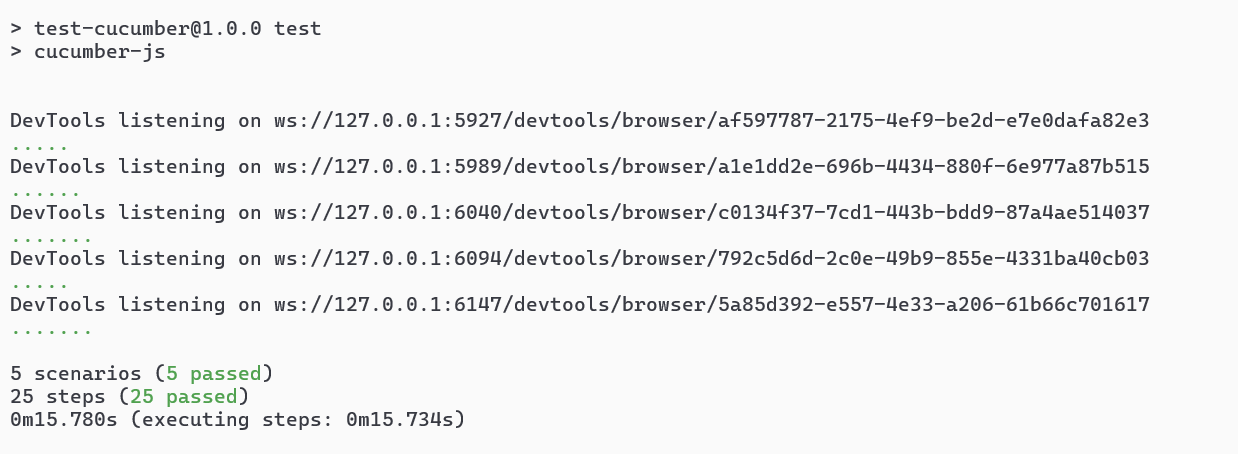 > test-cucumber@1.0.0 test
> cucumber-js
DevTools listening on ws://127.0.0.1:5927/devtools/browser/af597787-2175-4ef9-be2d-e7e0dafa82e3
.....
DevTools listening on ws://127.0.0.1:5989/devtools/browser/a1e1dd2e-696b-4434-880f-6e977a87b515
......
DevTools listening on ws://127.0.0.1:6040/devtools/browser/c0134f37-7cd1-443b-bdd9-87a4ae514037
.......
DevTools listening on ws://127.0.0.1:6094/devtools/browser/792c5d6d-2c0e-49b9-855e-4331ba40cb03
.....
DevTools listening on ws://127.0.0.1:6147/devtools/browser/5a85d392-e557-4e33-a206-61b66c701617
.......
5 scenarios (5 passed)
25 steps (25 passed)
0m15.780s (executing steps: 0m15.734s)